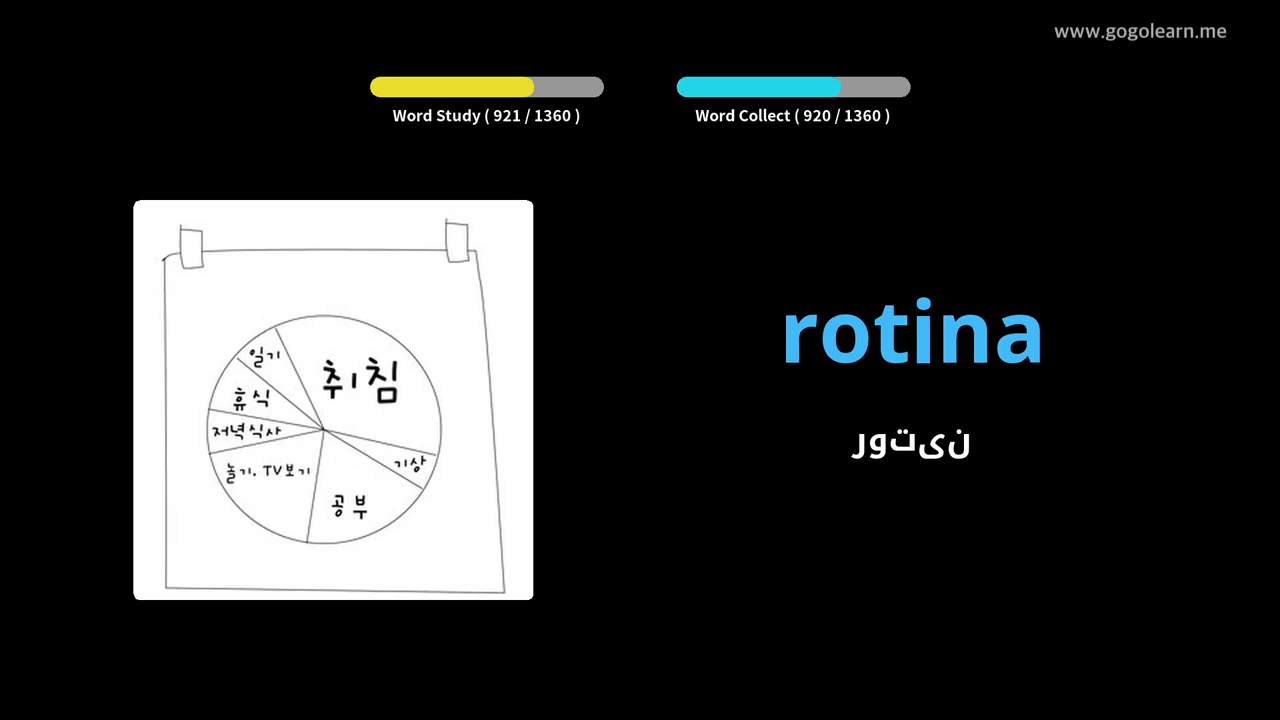 www.gogolearn.me
Word Study ( 921 / 1360 )
Word Collect ( 920 / 1360 )
일기
취침
휴식
저녁식사
놀기. TV보기
기상
공부
rotina
روتین